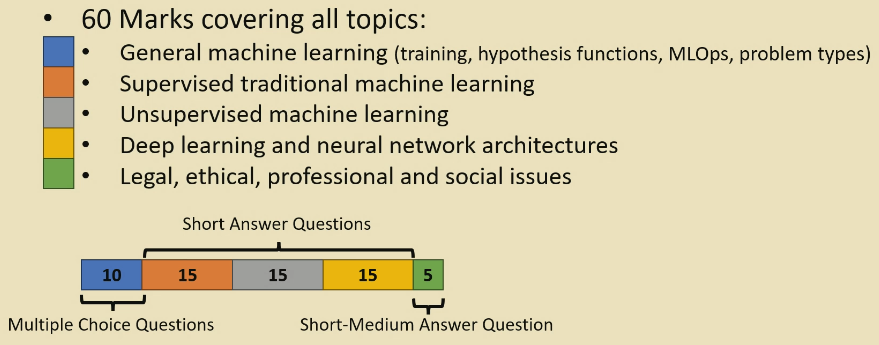 • 60 Marks covering all topics:
• General machine learning (training, hypothesis functions, MLOps, problem types)
• Supervised traditional machine learning
• Unsupervised machine learning
• Deep learning and neural network architectures
• Legal, ethical, professional and social issues
Short Answer Questions
10 15 15 15 5
Multiple Choice Questions Short-Medium Answer Question